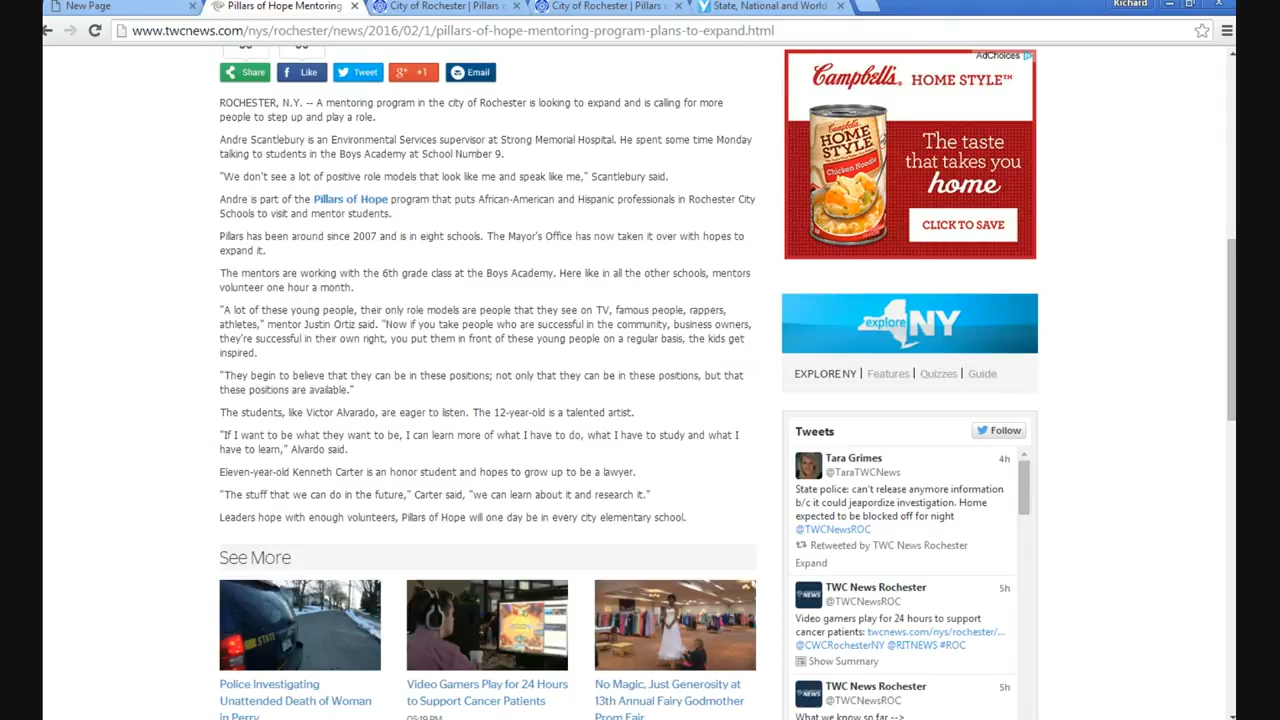 New Page
Pillars of Hope Mentoring
City of Rochester | Pillars
City of Rochester | Pillars o
State, National and World
Richard
www.twcnews.com/nys/rochester/news/2016/02/1/pillars-of-hope-mentoring-program-plans-to-expand.html
Share
Like
Tweet
+1
Email
ROCHESTER, N.Y. -- A mentoring program in the city of Rochester is looking to expand and is calling for more
people to step up and play a role.
Andre Scantlebury is an Environmental Services supervisor at Strong Memorial Hospital. He spent some time Monday
talking to students in the Boys Academy at School Number 9.
"We don't see a lot of positive role models that look like me and speak like me," Scantlebury said.
Andre is part of the Pillars of Hope program that puts African-American and Hispanic professionals in Rochester City
Schools to visit and mentor students.
Pillars has been around since 2007 and is in eight schools. The Mayor's Office has now taken it over with hopes to
expand it.
The mentors are working with the 6th grade class at the Boys Academy. Here like in all the other schools, mentors
volunteer one hour a month.
"A lot of these young people, their only role models are people that they see on TV, famous people, rappers,
athletes," mentor Justin Ortiz said. "Now if you take people who are successful in the community, business owners,
they're successful in their own right, you put them in front of these young people on a regular basis, the kids get
inspired.
"They begin to believe that they can be in these positions; not only that they can be in these positions, but that
these positions are available."
The students, like Victor Alvarado, are eager to listen. The 12-year-old is a talented artist.
"If I want to be what they want to be, I can learn more of what I have to do, what I have to study and what I
have to learn," Alvardo said.
Eleven-year-old Kenneth Carter is an honor student and hopes to grow up to be a lawyer.
"The stuff that we can do in the future," Carter said, "we can learn about it and research it."
Leaders hope with enough volunteers, Pillars of Hope will one day be in every city elementary school.
See More
Police Investigating
Unattended Death of Woman
in Perry
Video Gamers Play for 24 Hours
to Support Cancer Patients
05:19 PM
No Magic, Just Generosity at
13th Annual Fairy Godmother
Prom Fair
AdChoices
Campbell's. HOME STYLE™
Campbell's
HOME STYLE
Chicken Noodle
The taste
that takes you
home
CLICK TO SAVE
explore NY
EXPLORE NY | Features | Quizzes | Guide
Tweets
Follow
Tara Grimes
4h
@TaraTWCNews
State police: can't release anymore information
b/c it could jeapordize investigation. Home
expected to be blocked off for night
@TWCNewsROC
Retweeted by TWC News Rochester
Expand
TWC News Rochester
5h
@TWCNewsROC
Video gamers play for 24 hours to support
cancer patients: twcnews.com/nys/rochester/...
@CWCRochesterNY @RITNEWS #ROC
Show Summary
TWC News Rochester
5h
@TWCNewsROC
What we know so far -->